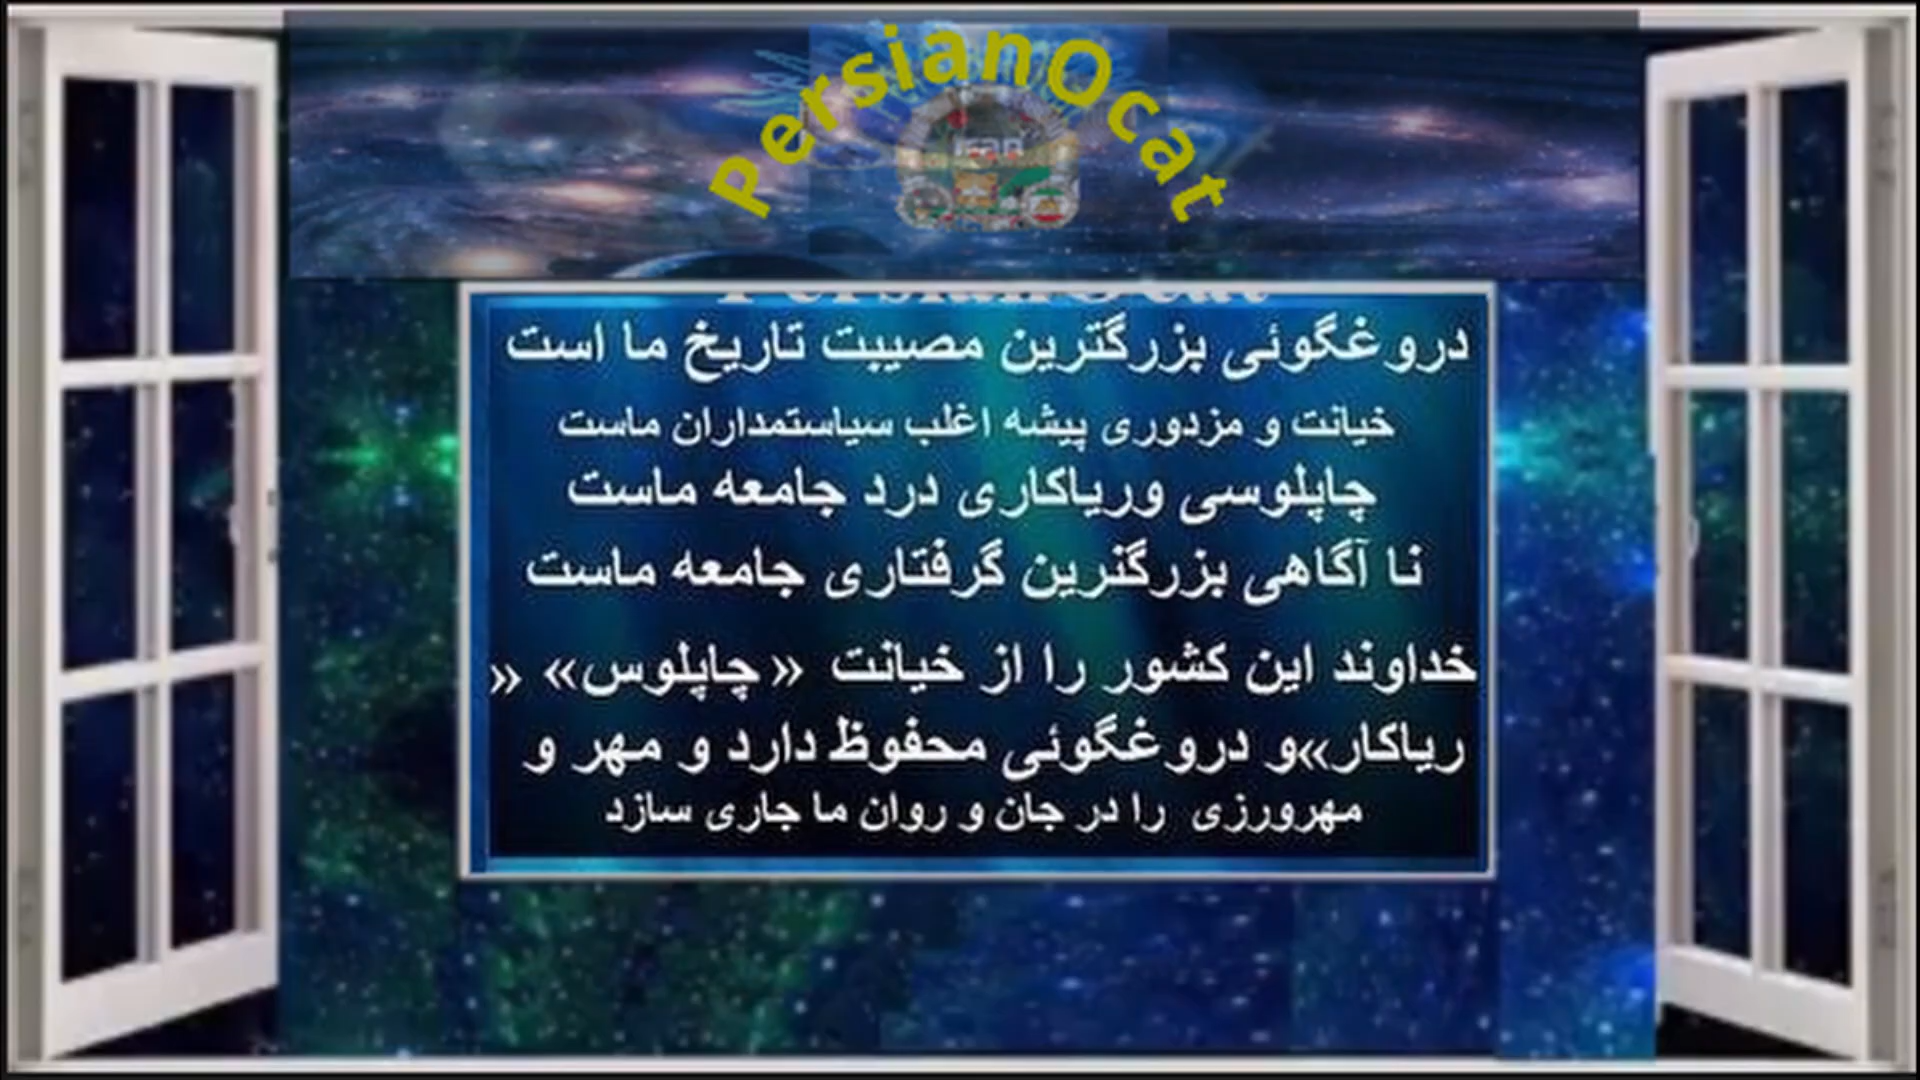 PersianOcat
Iran
PersianOcat
دروغگوئی بزرگترین مصیبت تاریخ ما است
خیانت و مزدوری پیشه اغلب سیاستمداران ماست
چاپلوسی وریاکاری درد جامعه ماست
نا آگاهی بزرگنرین گرفتاری جامعه ماست
خداوند این کشور را از خیانت « چاپلوس» «
ریاکار»و دروغگوئی محفوظ دارد و مهر و
مهرورزی را در جان و روان ما جاری سازد